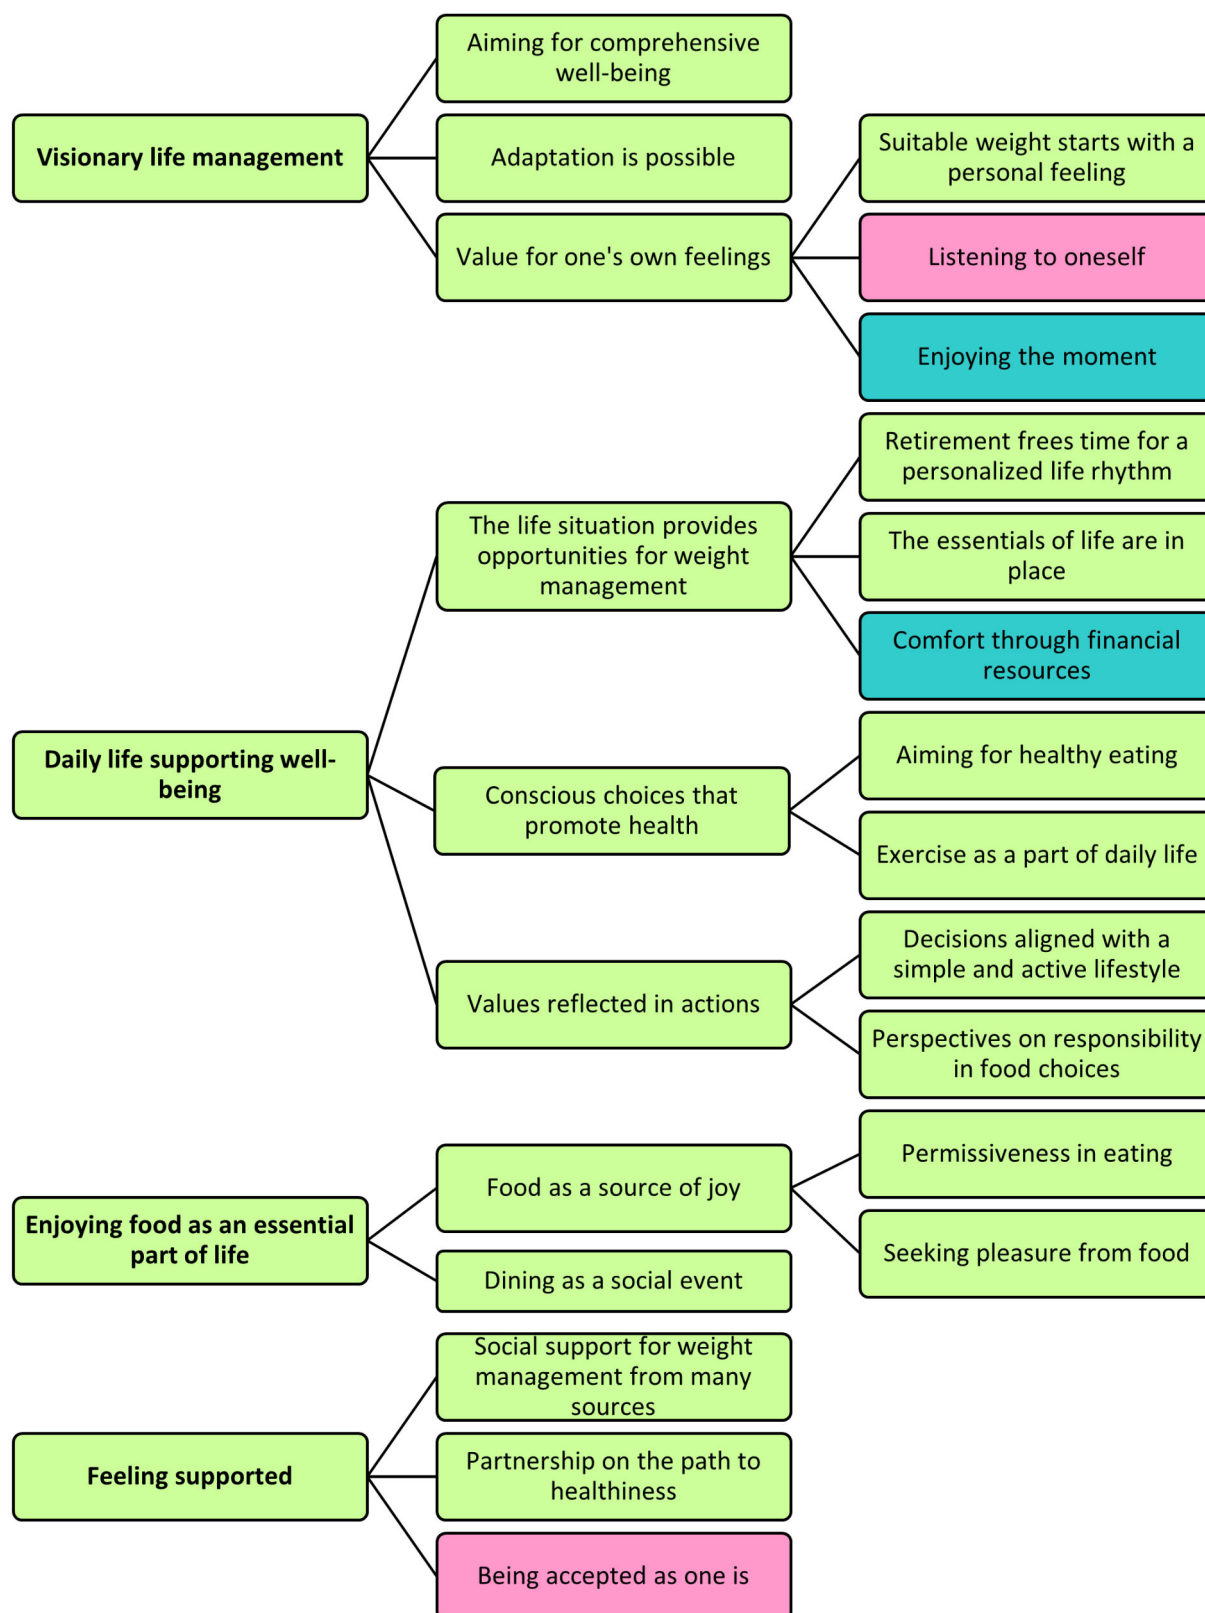 Aiming for comprehensive
well-being
Visionary life management
Adaptation is possible
Value for one's own feelings
Suitable weight starts with a
personal feeling
Listening to oneself
Enjoying the moment
Daily life supporting well-
being
The life situation provides
opportunities for weight
management
Retirement frees time for a
personalized life rhythm
The essentials of life are in
place
Comfort through financial
resources
Conscious choices that
promote health
Aiming for healthy eating
Exercise as a part of daily life
Values reflected in actions
Decisions aligned with a
simple and active lifestyle
Perspectives on responsibility
in food choices
Enjoying food as an essential
part of life
Food as a source of joy
Permissiveness in eating
Seeking pleasure from food
Dining as a social event
Feeling supported
Social support for weight
management from many
sources
Partnership on the path to
healthiness
Being accepted as one is